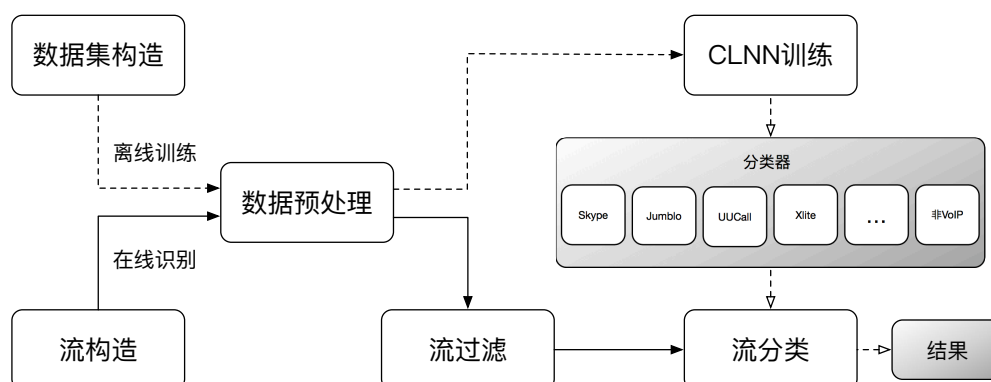 数据集构造
CLNN训练
离线训练
分类器
数据预处理
Skype
Jumblo
UUCall
Xlite
...
非VoIP
在线识别
流构造
流过滤
流分类
结果